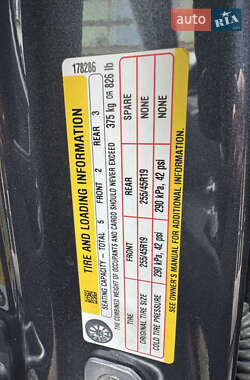 AUTO RIA
178286
TIRE AND LOADING INFORMATION
SEATING CAPACITY - TOTAL 5 FRONT 2 REAR 3
THE COMBINED WEIGHT OF OCCUPANTS AND CARGO SHOULD NEVER EXCEED 375 kg OR 826 lb
TIRE FRONT REAR SPARE
ORIGINAL TIRE SIZE 255/45R19 255/45R19 NONE
COLD TIRE PRESSURE 290 kPa, 42 psi 290 kPa, 42 psi NONE
SEE OWNER'S MANUAL FOR ADDITIONAL INFORMATION.